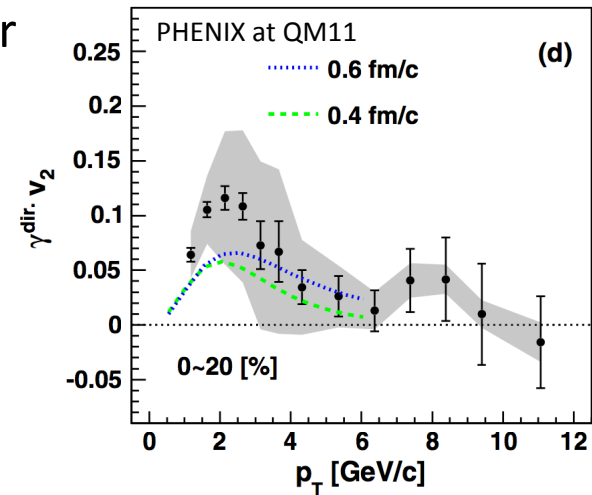 r
PHENIX at QM11
(d)
0.6 fm/c
0.4 fm/c
0.25
0.2
0.15
0.1
0.05
0
-0.05
γ^dir. v_2
0~20 [%]
0 2 4 6 8 10 12
p_T [GeV/c]